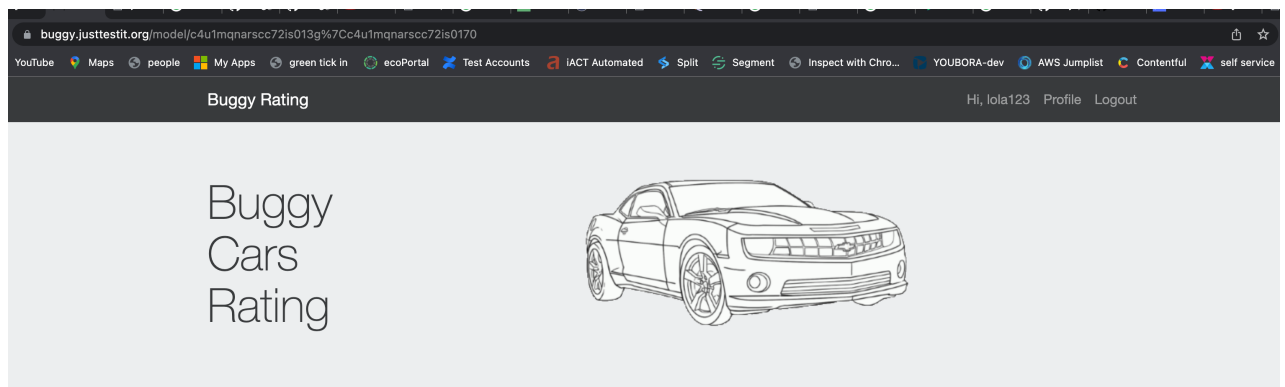 buggy.justtestit.org/model/c4u1mqnarscc72is013g%7Cc4u1mqnarscc72is0170
YouTube Maps people My Apps green tick in ecoPortal Test Accounts iACT Automated Split Segment Inspect with Chro... YOUBORA-dev AWS Jumplist Contentful self service
Buggy Rating Hi, lola123 Profile Logout
Buggy
Cars
Rating